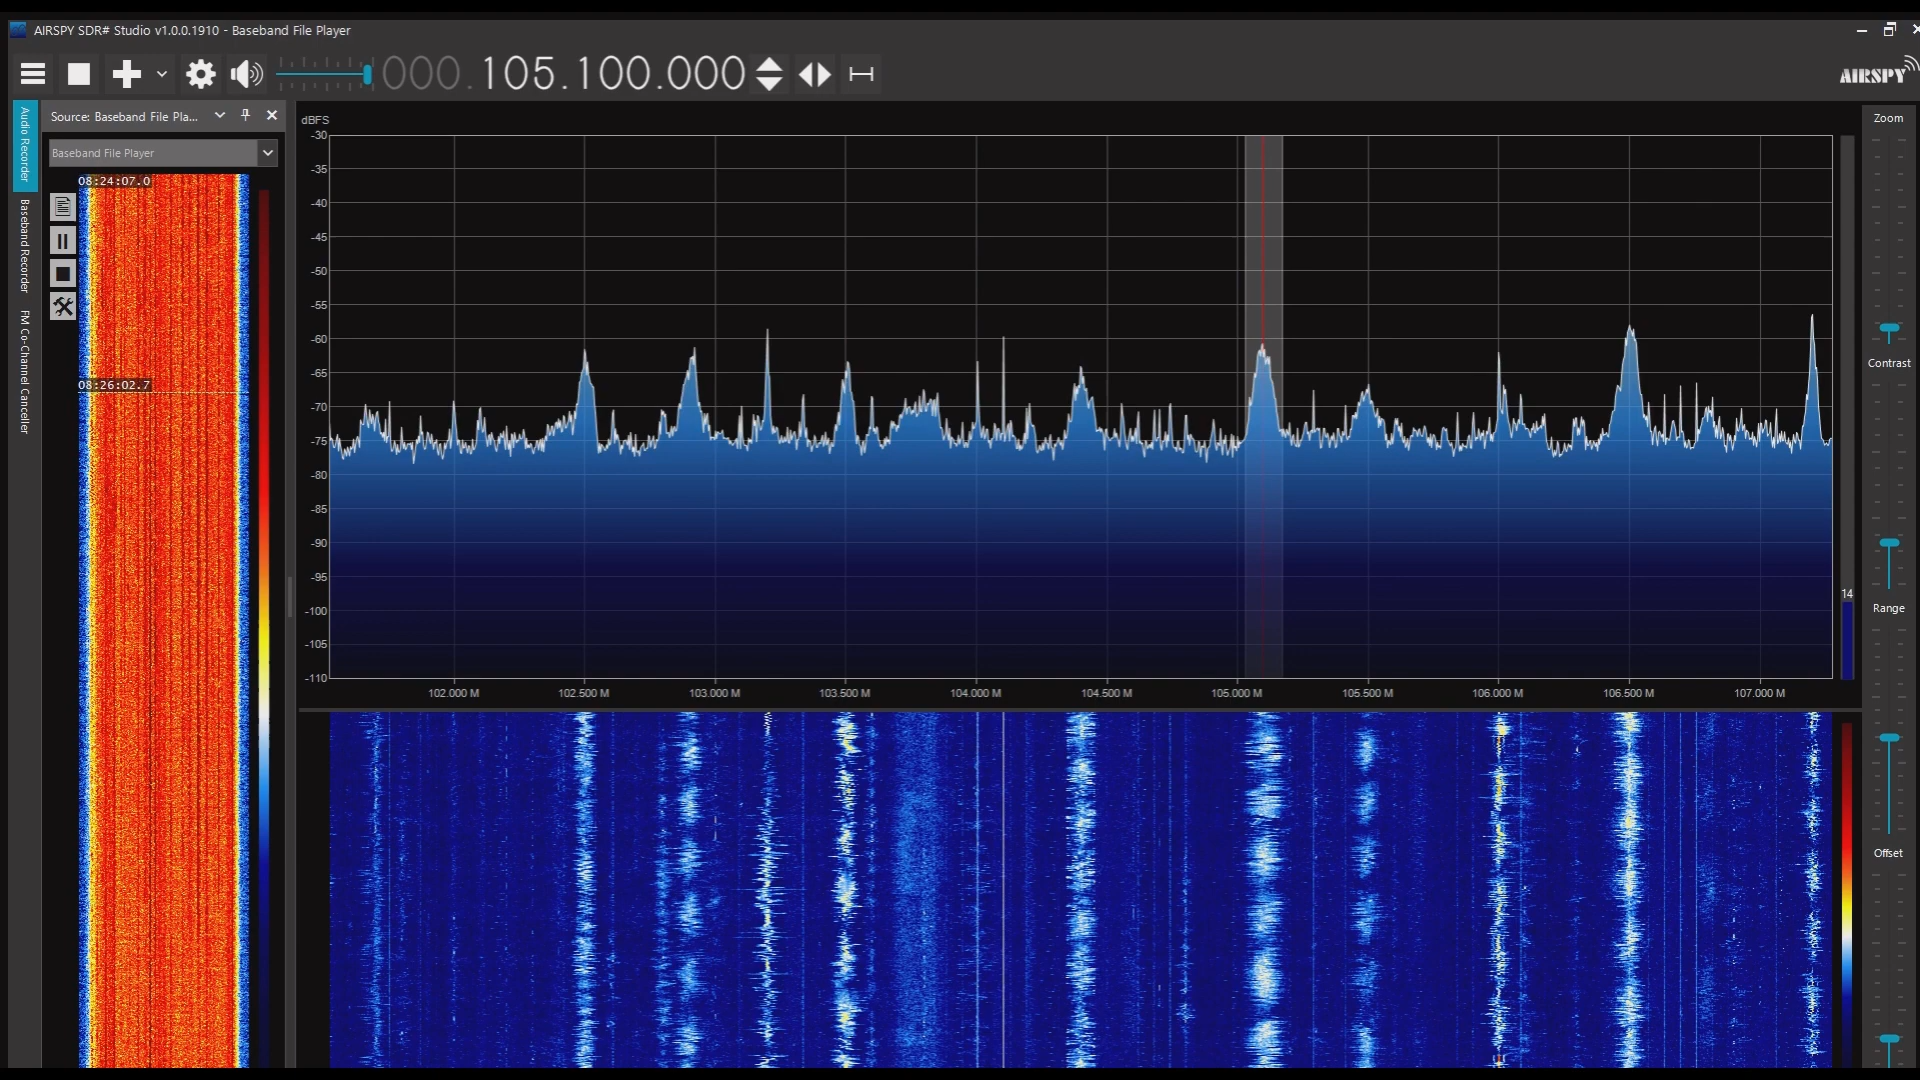 AIRSPY SDR# Studio v1.0.0.1910 - Baseband File Player
000.105.100.000
AIRSPY
Audio Recorder
Baseband Recorder
FM Co-Channel Canceller
Source: Baseband File Pla...
Baseband File Player
08:24:07.0
08:26:02.7
dBFS
-30
-35
-40
-45
-50
-55
-60
-65
-70
-75
-80
-85
-90
-95
-100
-105
-110
102.000 M
102.500 M
103.000 M
103.500 M
104.000 M
104.500 M
105.000 M
105.500 M
106.000 M
106.500 M
107.000 M
14
Zoom
Contrast
Range
Offset